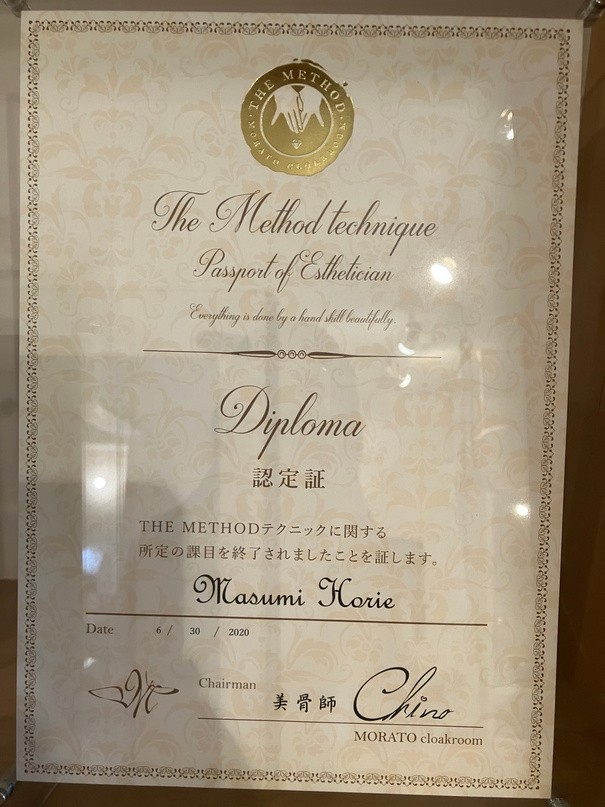 THE METHOD
MORATO CLOAKROOM
The Method technique
Passport of Esthetician
Everything is done by a hand skill beautifully.
Diploma
認定証
THE METHODテクニックに関する
所定の課目を終了されましたことを証します。
Masumi Horie
Date 6 / 30 / 2020
Chairman 美骨師 Chino
MORATO cloakroom